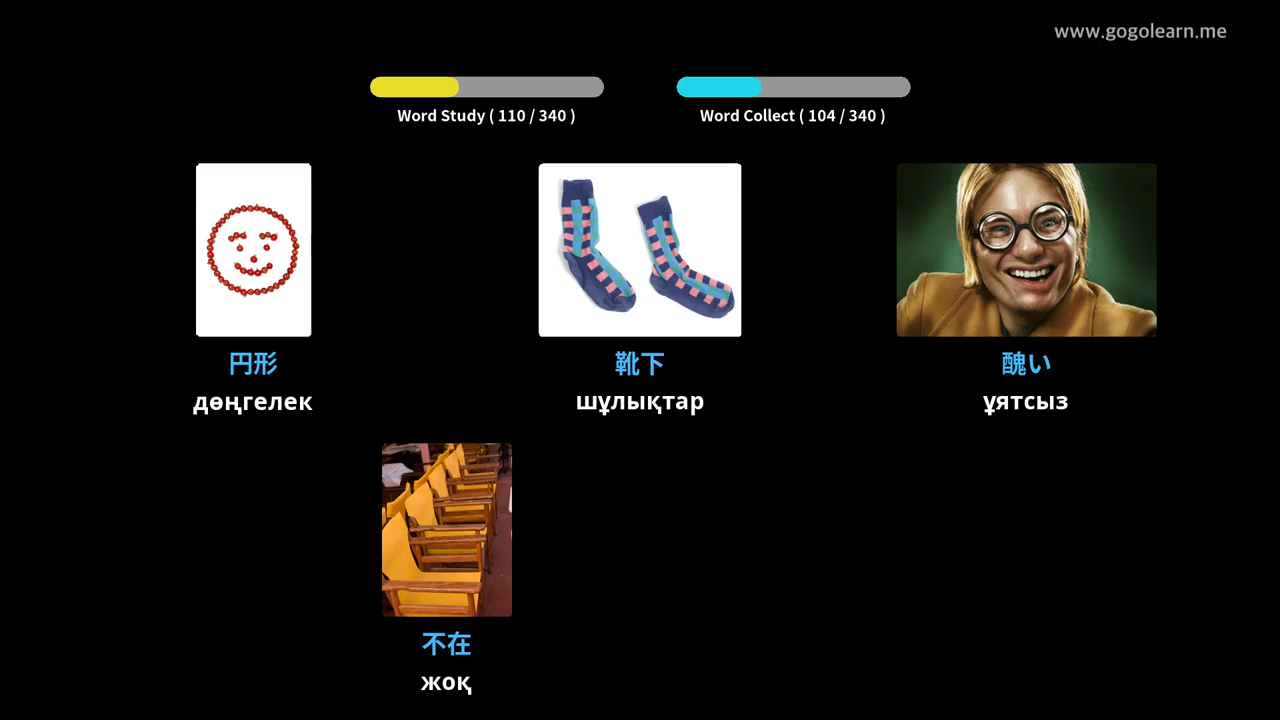 www.gogolearn.me
Word Study ( 110 / 340 )
Word Collect ( 104 / 340 )
円形
дөңгелек
靴下
шұлықтар
醜い
ұятсыз
不在
жоқ